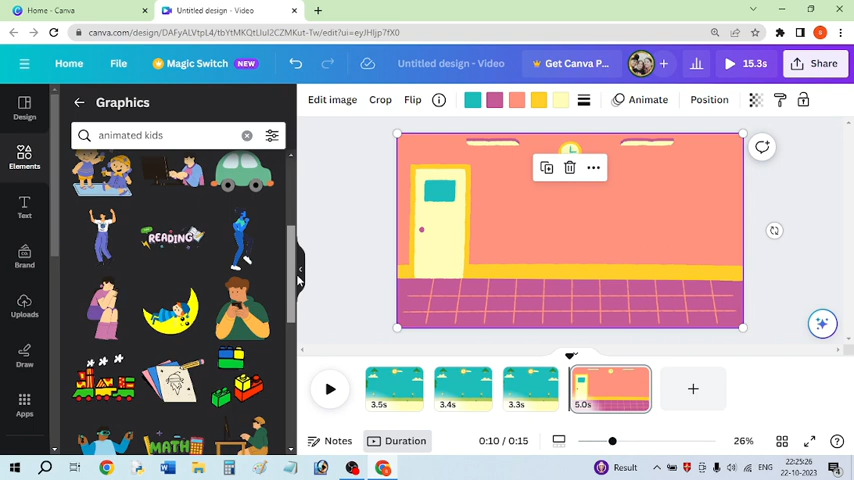 Home - Canva
Untitled design - Video
canva.com/design/DAFyALVtpL4/tbYtMKQtLIuI2CZMKut-Tw/edit?ui=eyJHIjp7fX0
Home
File
Magic Switch
NEW
Untitled design - Video
Get Canva P...
15.3s
Share
Design
Elements
Text
Brand
Uploads
Draw
Apps
Graphics
animated kids
READING
MATH
Edit image
Crop
Flip
Animate
Position
3.5s
3.4s
3.3s
5.0s
Notes
Duration
0:10 / 0:15
26%
Result
ENG
22:25:26
22-10-2023
4